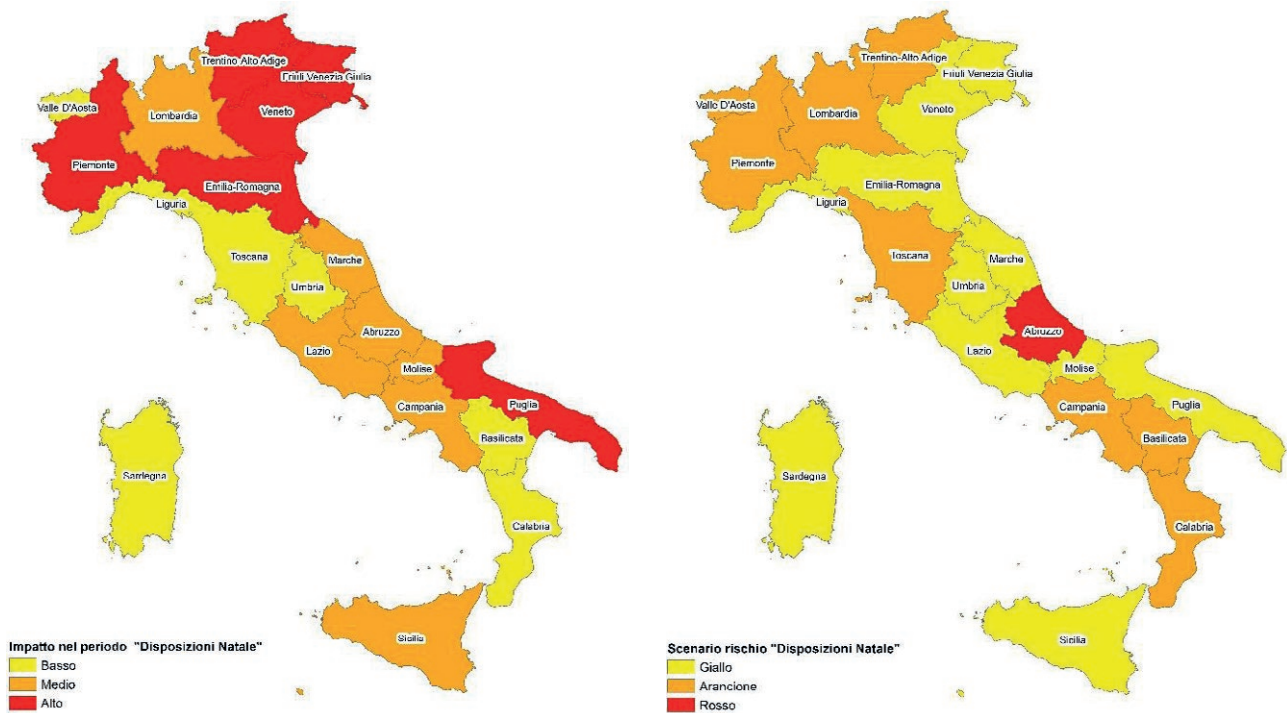 Trentino-Alto Adige
Friuli Venezia Giulia
Valle D'Aosta
Lombardia
Veneto
Piemonte
Emilia-Romagna
Liguria
Toscana
Marche
Umbria
Abruzzo
Lazio
Molise
Campania
Puglia
Basilicata
Sardegna
Calabria
Sicilia
Impatto nel periodo "Disposizioni Natale"
Basso
Medio
Alto
Trentino-Alto Adige
Friuli Venezia Giulia
Valle D'Aosta
Lombardia
Veneto
Piemonte
Emilia-Romagna
Liguria
Toscana
Marche
Umbria
Abruzzo
Lazio
Molise
Campania
Puglia
Basilicata
Sardegna
Calabria
Sicilia
Scenario rischio "Disposizioni Natale"
Giallo
Arancione
Rosso